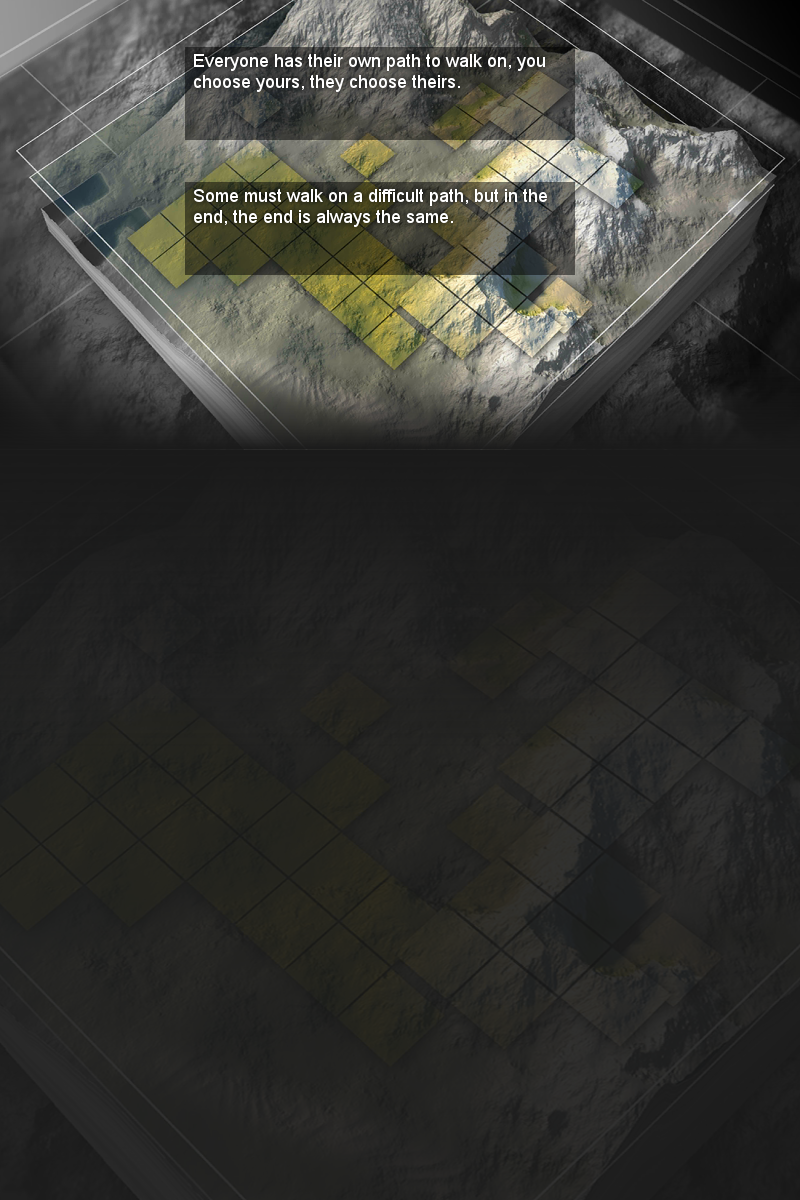 Everyone has their own path to walk on, you
choose yours, they choose theirs.
Some must walk on a difficult path, but in the
end, the end is always the same.